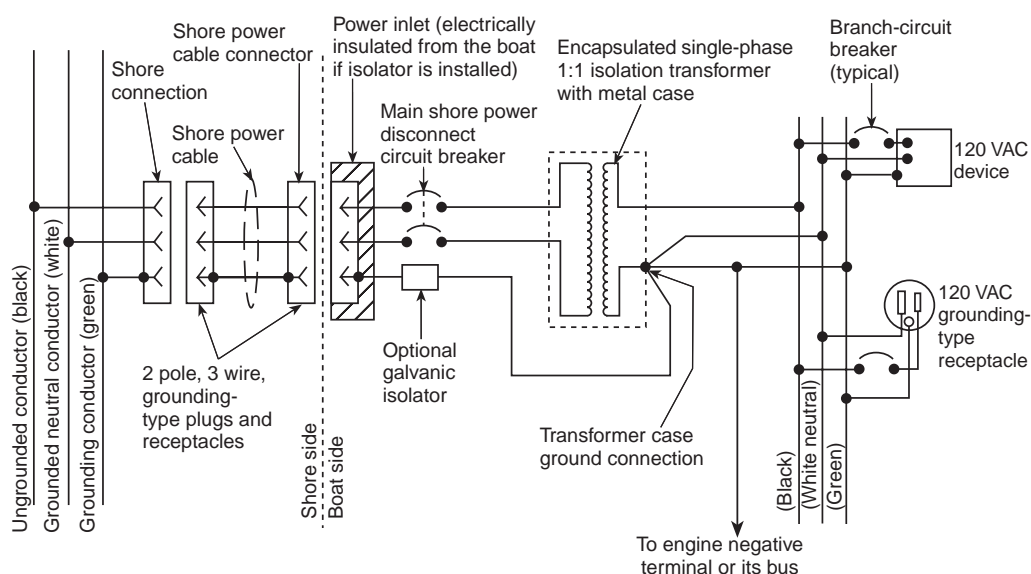 Shore power
cable connector
Power inlet (electrically
insulated from the boat
if isolator is installed)
Encapsulated single-phase
1:1 isolation transformer
with metal case
Branch-circuit
breaker
(typical)
Shore
connection
Shore power
cable
Main shore power
disconnect
circuit breaker
120 VAC
device
Ungrounded conductor (black)
Grounded neutral conductor (white)
Grounding conductor (green)
2 pole, 3 wire,
grounding-
type plugs and
receptacles
Shore side
Boat side
Optional
galvanic
isolator
Transformer case
ground connection
(Black)
(White neutral)
(Green)
120 VAC
grounding-
type
receptacle
To engine negative
terminal or its bus